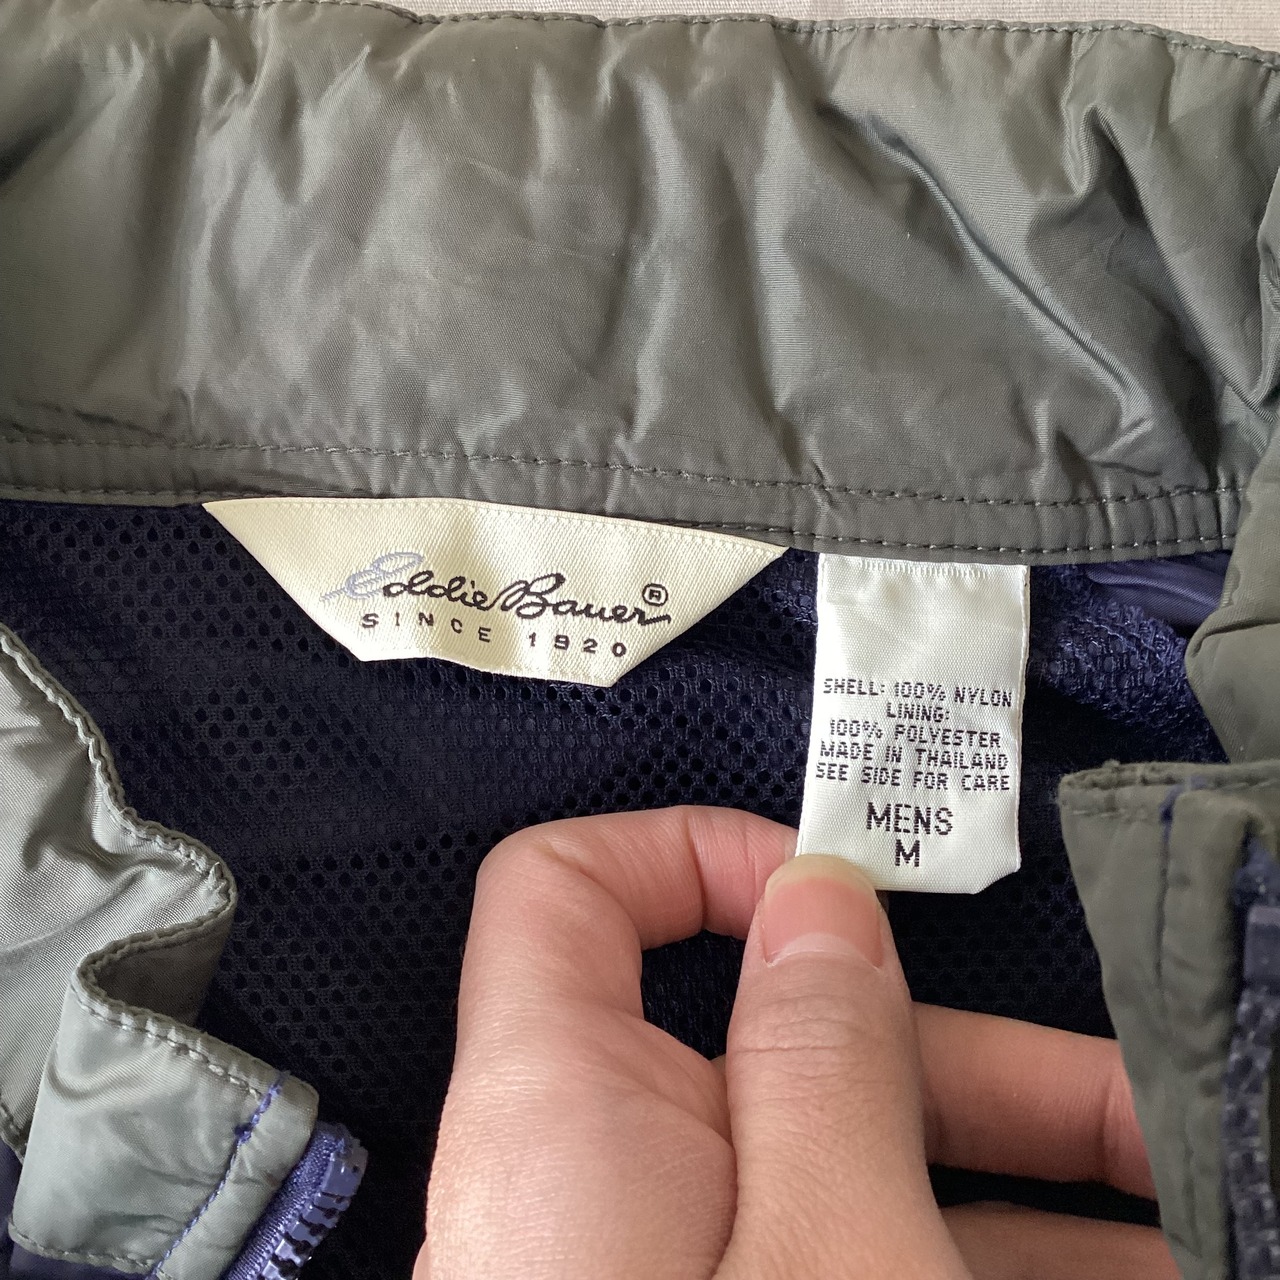 Eddie Bauer®
SINCE 1920
SHELL: 100% NYLON
LINING:
100% POLYESTER
MADE IN THAILAND
SEE SIDE FOR CARE
MENS
M